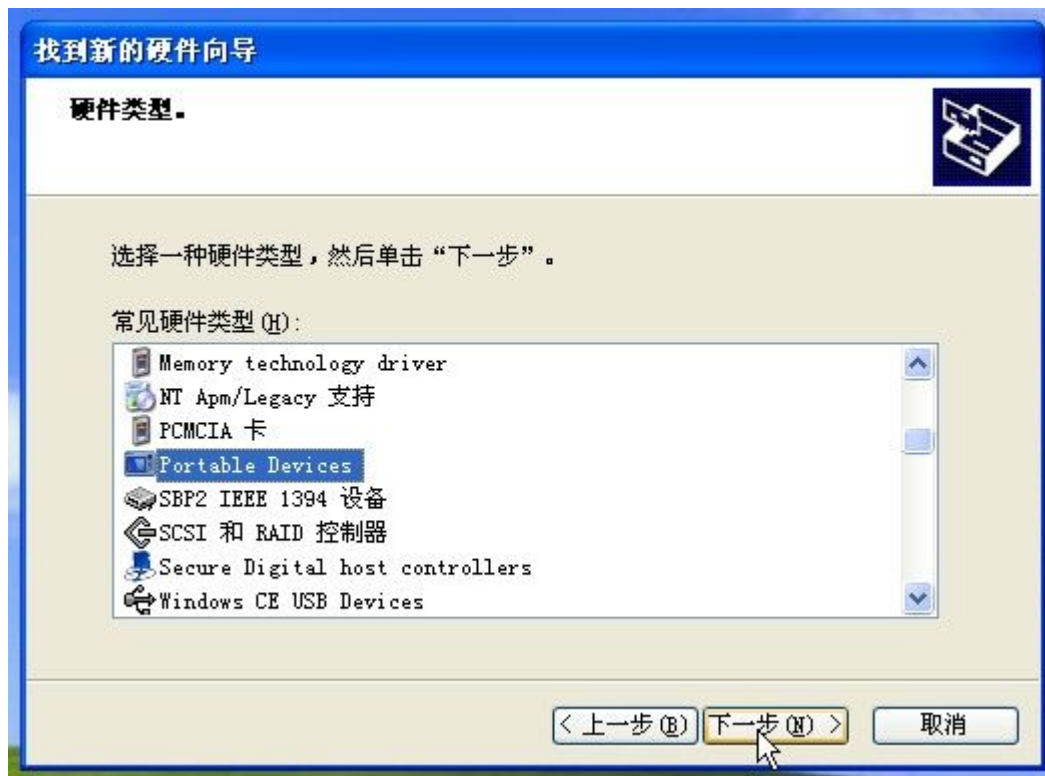 找到新的硬件向导
硬件类型。
选择一种硬件类型，然后单击“下一步”。
常见硬件类型(H):
Memory technology driver
NT Apm/Legacy 支持
PCMCIA 卡
Portable Devices
SBP2 IEEE 1394 设备
SCSI 和 RAID 控制器
Secure Digital host controllers
Windows CE USB Devices
< 上一步(B) 下一步(N) > 取消